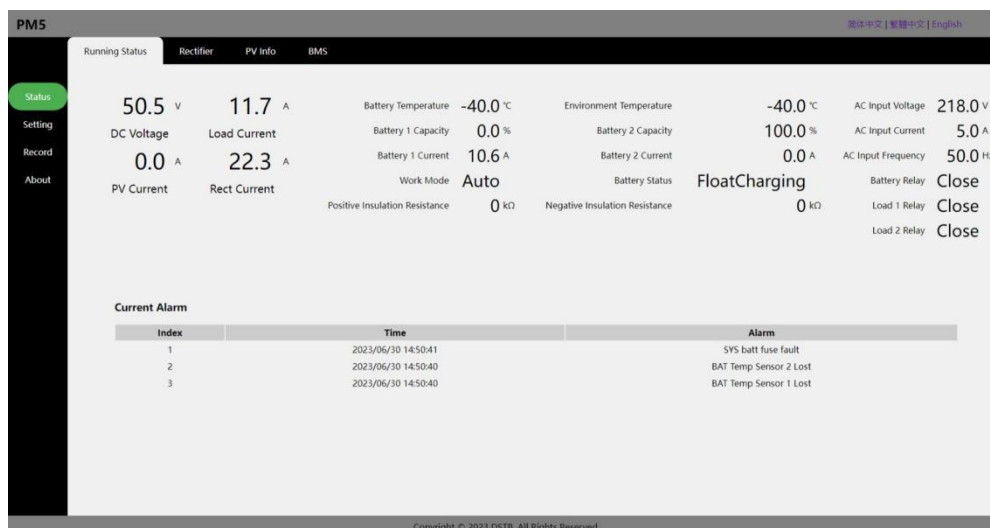 PM5
简体中文 | 繁體中文 | English
Running Status Rectifier PV Info BMS
Status
Setting
Record
About
50.5 V
DC Voltage
11.7 A
Load Current
0.0 A
PV Current
22.3 A
Rect Current
Battery Temperature -40.0 ℃
Battery 1 Capacity 0.0 %
Battery 1 Current 10.6 A
Work Mode Auto
Positive Insulation Resistance 0 kΩ
Environment Temperature -40.0 ℃
Battery 2 Capacity 100.0 %
Battery 2 Current 0.0 A
Battery Status FloatCharging
Negative Insulation Resistance 0 kΩ
AC Input Voltage 218.0 V
AC Input Current 5.0 A
AC Input Frequency 50.0 Hz
Battery Relay Close
Load 1 Relay Close
Load 2 Relay Close
Current Alarm
Index Time Alarm
1 2023/06/30 14:50:41 SYS batt fuse fault
2 2023/06/30 14:50:40 BAT Temp Sensor 2 Lost
3 2023/06/30 14:50:40 BAT Temp Sensor 1 Lost
Copyright © 2023 DSTB. All Rights Reserved